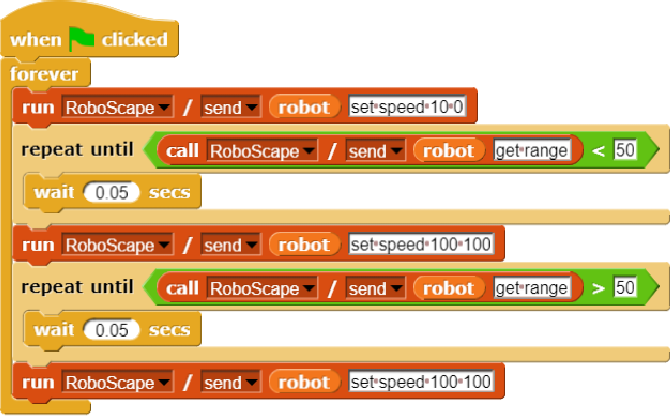 when clicked
forever
run RoboScape / send robot set speed 10 0
repeat until call RoboScape / send robot get range < 50
wait 0.05 secs
run RoboScape / send robot set speed 100 100
repeat until call RoboScape / send robot get range > 50
wait 0.05 secs
run RoboScape / send robot set speed 100 100